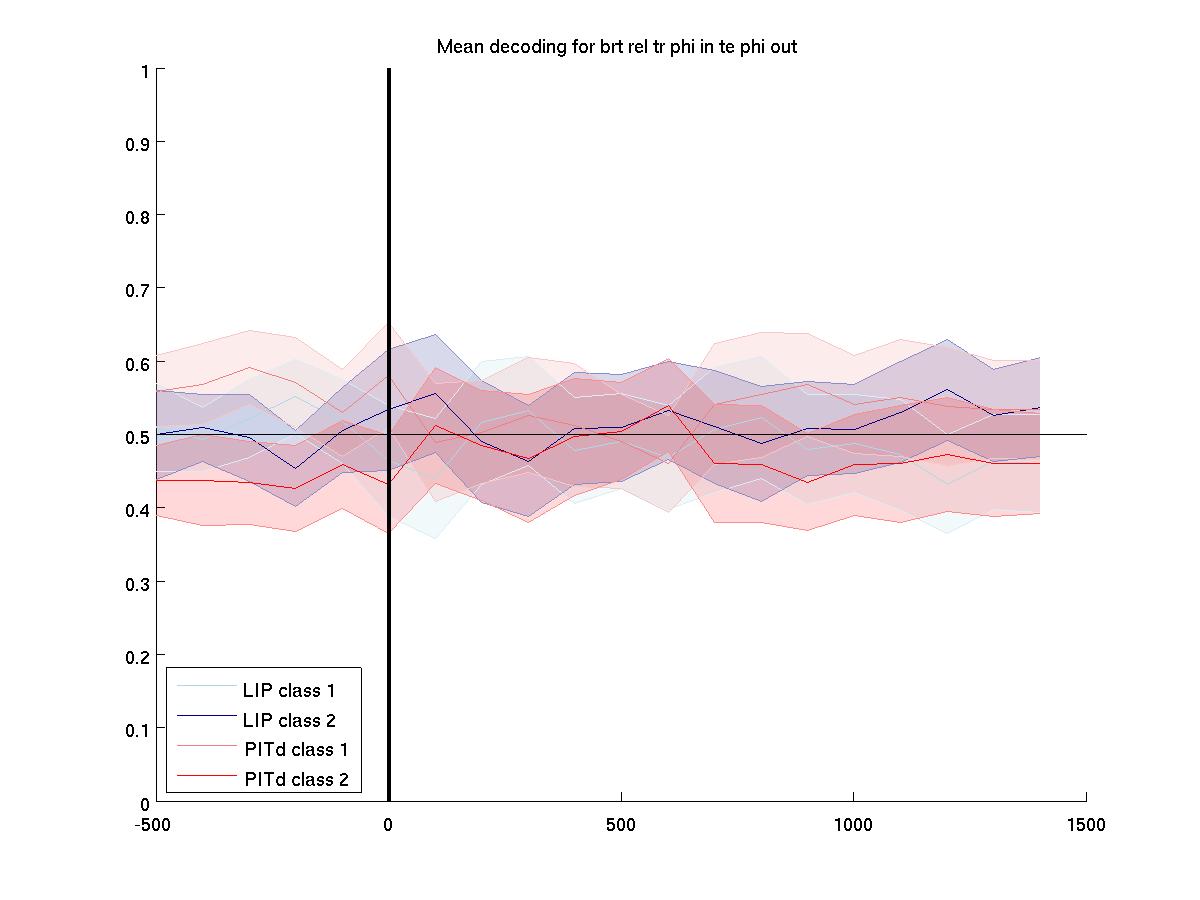 Mean decoding for brt rel tr phi in te phi out
1
0.9
0.8
0.7
0.6
0.5
0.4
0.3
0.2
0.1
0
LIP class 1
LIP class 2
PITd class 1
PITd class 2
-500 0 500 1000 1500